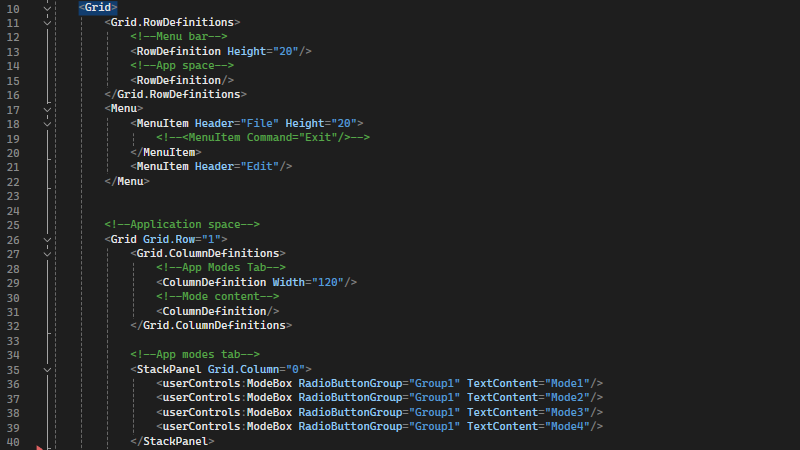 10 <Grid>
11 <Grid.RowDefinitions>
12 <!--Menu bar-->
13 <RowDefinition Height="20"/>
14 <!--App space-->
15 <RowDefinition/>
16 </Grid.RowDefinitions>
17 <Menu>
18 <MenuItem Header="File" Height="20">
19 <!--<MenuItem Command="Exit"/>-->
20 </MenuItem>
21 <MenuItem Header="Edit"/>
22 </Menu>
23
24
25 <!--Application space-->
26 <Grid Grid.Row="1">
27 <Grid.ColumnDefinitions>
28 <!--App Modes Tab-->
29 <ColumnDefinition Width="120"/>
30 <!--Mode content-->
31 <ColumnDefinition/>
32 </Grid.ColumnDefinitions>
33
34 <!--App modes tab-->
35 <StackPanel Grid.Column="0">
36 <userControls:ModeBox RadioButtonGroup="Group1" TextContent="Mode1"/>
37 <userControls:ModeBox RadioButtonGroup="Group1" TextContent="Mode2"/>
38 <userControls:ModeBox RadioButtonGroup="Group1" TextContent="Mode3"/>
39 <userControls:ModeBox RadioButtonGroup="Group1" TextContent="Mode4"/>
40 </StackPanel>